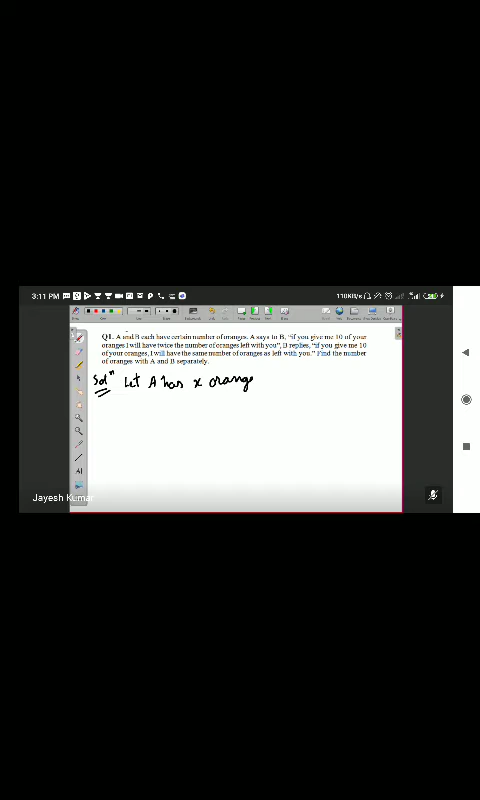 3:11 PM
110KB/s
Q1. A and B each have certain number of oranges. A says to B, "if you give me 10 of your
oranges I will have twice the number of oranges left with you", B replies, "if you give me 10
of your oranges, I will have the same number of oranges as left with you." Find the number
of oranges with A and B separately.
Solⁿ Let A has x orange
AI
Jayesh Kumar